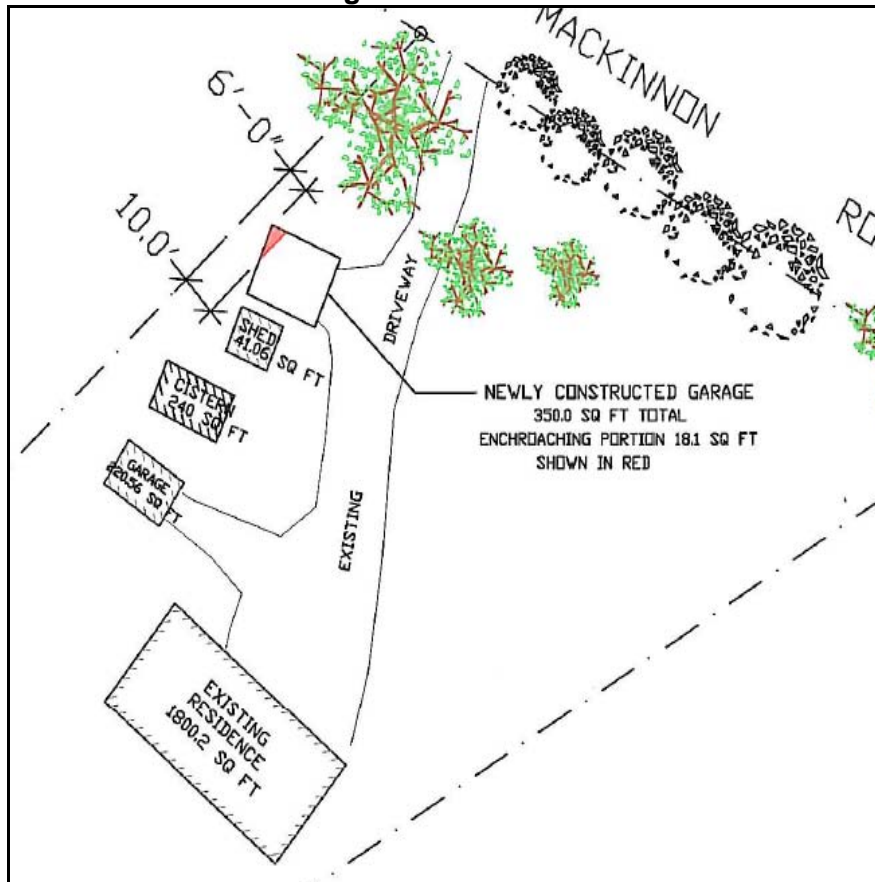 MACKINNON
RO
6'-0"
10.0'
DRIVEWAY
SHED
41.06
SQ FT
CISTERN
240 SQ
FT
GARAGE
220.56 SQ
FT
NEWLY CONSTRUCTED GARAGE
350.0 SQ FT TOTAL
ENCHROACHING PORTION 18.1 SQ FT
SHOWN IN RED
EXISTING
EXISTING
RESIDENCE
1800.2 SQ FT